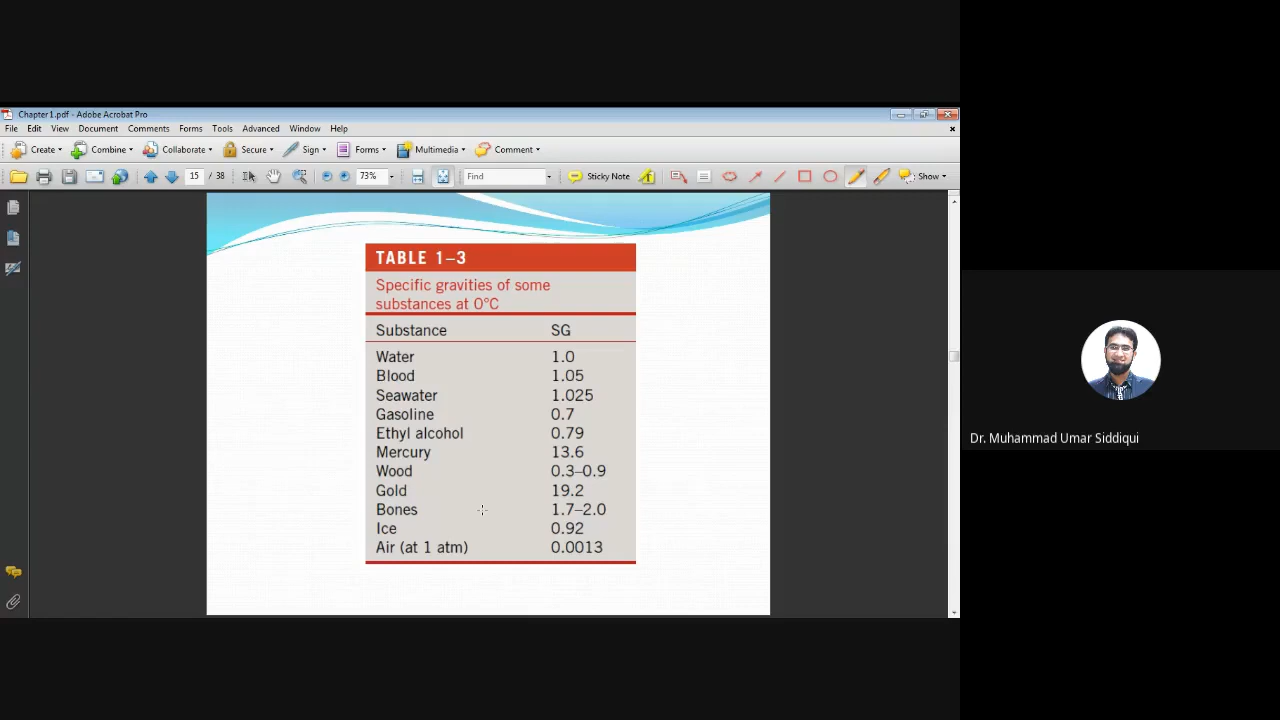 Chapter 1.pdf - Adobe Acrobat Pro
File Edit View Document Comments Forms Tools Advanced Window Help
Create Combine Collaborate Secure Sign Forms Multimedia Comment
15 / 38 73% Find Sticky Note Show
TABLE 1–3
Specific gravities of some
substances at 0°C
Substance SG
Water 1.0
Blood 1.05
Seawater 1.025
Gasoline 0.7
Ethyl alcohol 0.79
Mercury 13.6
Wood 0.3–0.9
Gold 19.2
Bones 1.7–2.0
Ice 0.92
Air (at 1 atm) 0.0013
Dr. Muhammad Umar Siddiqui